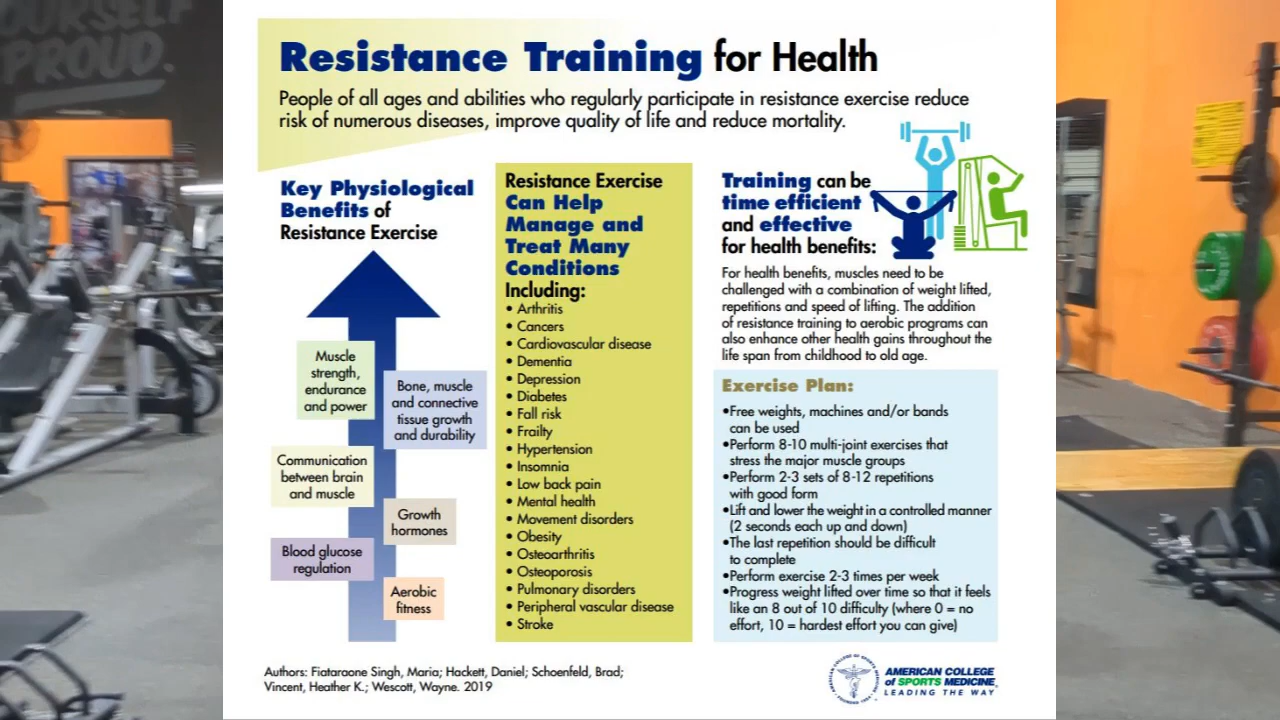 YOURSELF
PROUD.
Resistance Training for Health
People of all ages and abilities who regularly participate in resistance exercise reduce
risk of numerous diseases, improve quality of life and reduce mortality.
Key Physiological
Benefits of
Resistance Exercise
Muscle
strength,
endurance
and power
Bone, muscle
and connective
tissue growth
and durability
Communication
between brain
and muscle
Growth
hormones
Blood glucose
regulation
Aerobic
fitness
Resistance Exercise
Can Help
Manage and
Treat Many
Conditions
Including:
• Arthritis
• Cancers
• Cardiovascular disease
• Dementia
• Depression
• Diabetes
• Fall risk
• Frailty
• Hypertension
• Insomnia
• Low back pain
• Mental health
• Movement disorders
• Obesity
• Osteoarthritis
• Osteoporosis
• Pulmonary disorders
• Peripheral vascular disease
• Stroke
Training can be
time efficient
and effective
for health benefits:
For health benefits, muscles need to be
challenged with a combination of weight lifted,
repetitions and speed of lifting. The addition
of resistance training to aerobic programs can
also enhance other health gains throughout the
life span from childhood to old age.
Exercise Plan:
•Free weights, machines and/or bands
can be used
•Perform 8-10 multi-joint exercises that
stress the major muscle groups
•Perform 2-3 sets of 8-12 repetitions
with good form
•Lift and lower the weight in a controlled manner
(2 seconds each up and down)
•The last repetition should be difficult
to complete
•Perform exercise 2-3 times per week
•Progress weight lifted over time so that it feels
like an 8 out of 10 difficulty (where 0 = no
effort, 10 = hardest effort you can give)
Authors: Fiataraone Singh, Maria; Hackett, Daniel; Schoenfeld, Brad;
Vincent, Heather K.; Wescott, Wayne. 2019
AMERICAN COLLEGE
of SPORTS MEDICINE
LEADING THE WAY